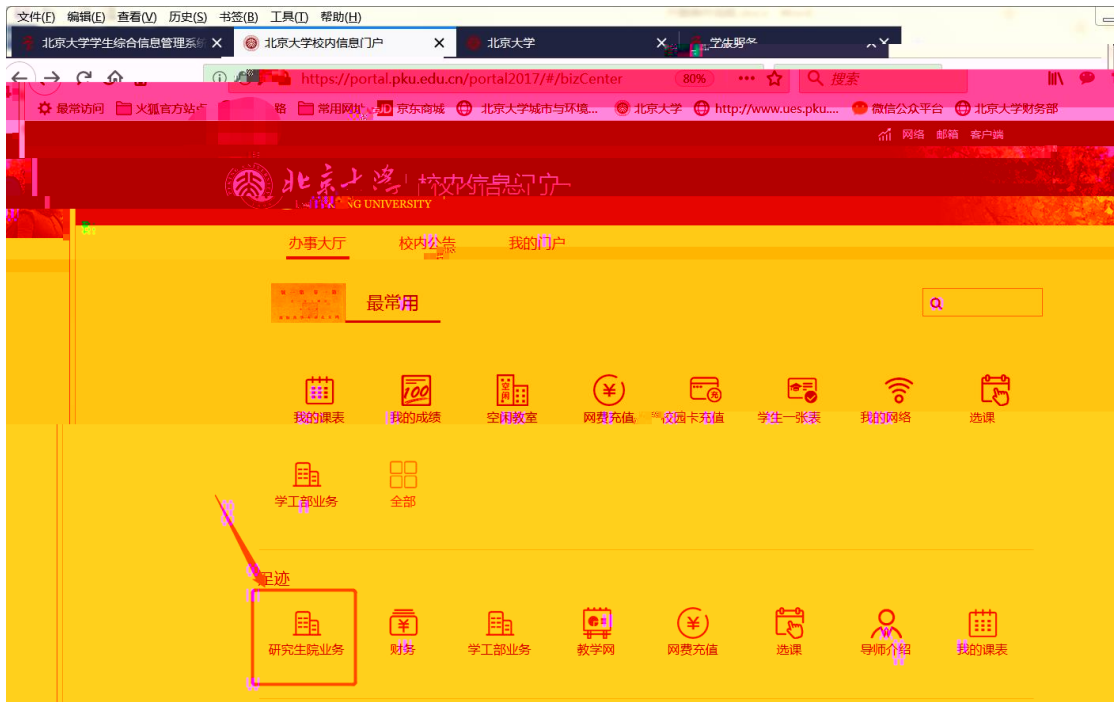 文件(F) 编辑(E) 查看(V) 历史(S) 书签(B) 工具(T) 帮助(H)
北京大学学生综合信息管理系统 北京大学校内信息门户 北京大学
https://portal.pku.edu.cn/portal2017/#/bizCenter 80% 搜索
最常访问 火狐官方站点 常用网址 JD 京东商城 北京大学城市与环境... 北京大学 http://www.ues.pku.... 微信公众平台 北京大学财务部
网络 邮箱 客户端
北京大学 校内信息门户
NG UNIVERSITY
办事大厅 校内公告 我的门户
最常用
我的课表 我的成绩 空闲教室 网费充值 校园卡充值 学生一张表 我的网络 选课
学工部业务 全部
足迹
研究生院业务 财务 学工部业务 教学网 网费充值 选课 导师介绍 我的课表